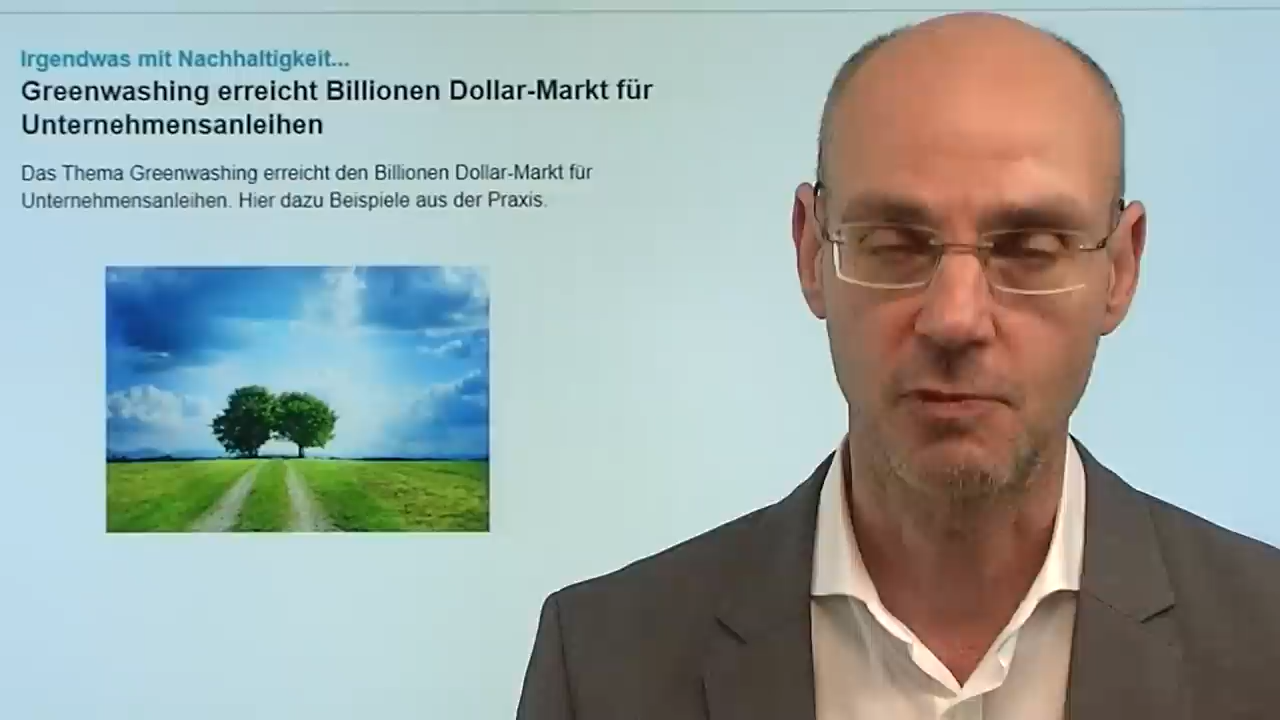 Irgendwas mit Nachhaltigkeit...
Greenwashing erreicht Billionen Dollar-Markt für
Unternehmensanleihen
Das Thema Greenwashing erreicht den Billionen Dollar-Markt für
Unternehmensanleihen. Hier dazu Beispiele aus der Praxis.